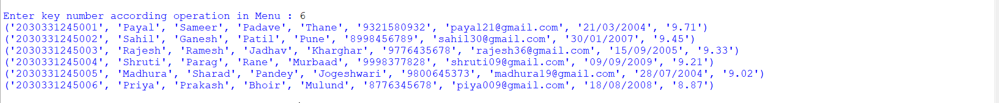 Enter key number according operation in Menu : 6
('2030331245001', 'Payal', 'Sameer', 'Padave', 'Thane', '9321580932', 'payal21@gmail.com', '21/03/2004', '9.71')
('2030331245002', 'Sahil', 'Ganesh', 'Patil', 'Pune', '8998456789', 'sahil30@gmail.com', '30/01/2007', '9.45')
('2030331245003', 'Rajesh', 'Ramesh', 'Jadhav', 'Kharghar', '9776435678', 'rajesh36@gmail.com', '15/09/2005', '9.33')
('2030331245004', 'Shruti', 'Parag', 'Rane', 'Murbaad', '9998377828', 'shruti09@gmail.com', '09/09/2009', '9.21')
('2030331245005', 'Madhura', 'Sharad', 'Pandey', 'Jogeshwari', '9800645373', 'madhura19@gmail.com', '28/07/2004', '9.02')
('2030331245006', 'Priya', 'Prakash', 'Bhoir', 'Mulund', '8776345678', 'piya009@gmail.com', '18/08/2008', '8.87')